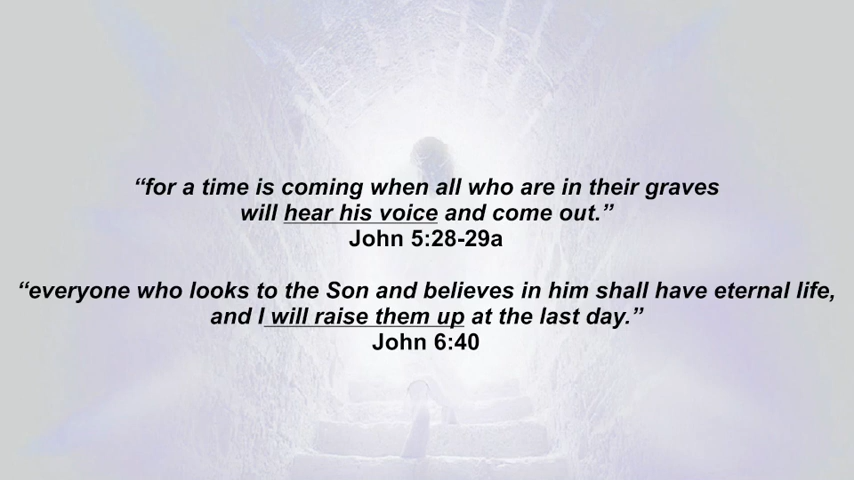 “for a time is coming when all who are in their graves
will hear his voice and come out.”
John 5:28-29a
“everyone who looks to the Son and believes in him shall have eternal life,
and I will raise them up at the last day.”
John 6:40